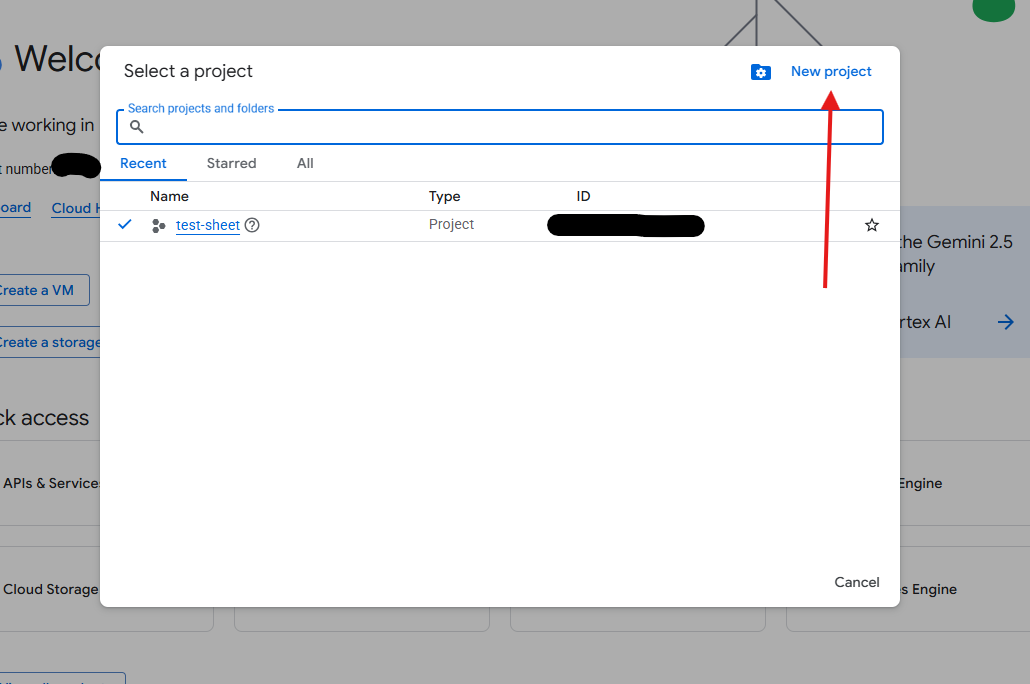 Welco
Select a project
New project
Search projects and folders
e working in
t number
Recent Starred All
Name Type ID
oard Cloud H
test-sheet Project
the Gemini 2.5
amily
Create a VM
rtex AI
Create a storage
ck access
APIs & Services
Engine
Cancel
Cloud Storage
s Engine